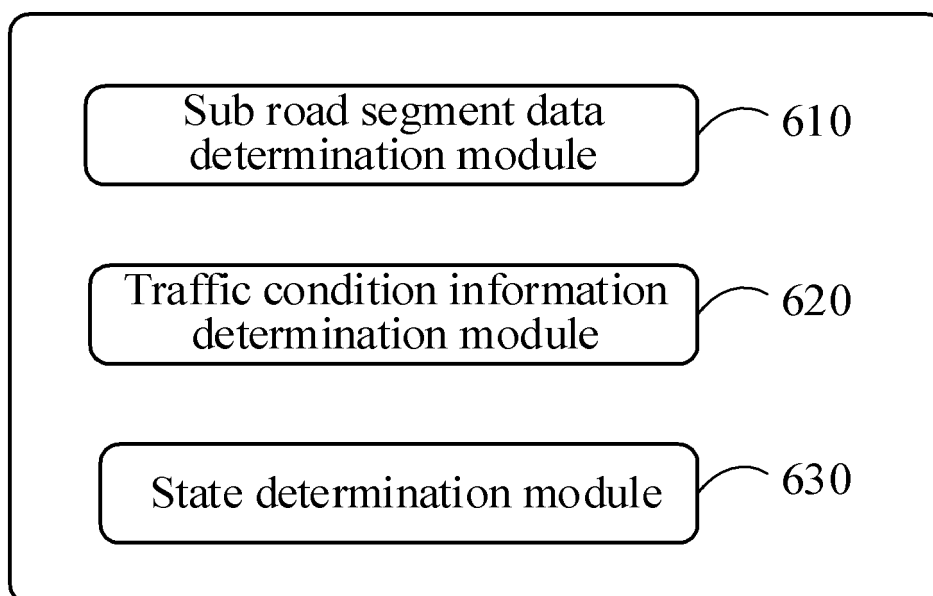 Sub road segment data
determination module
610
Traffic condition information
determination module
620
State determination module
630